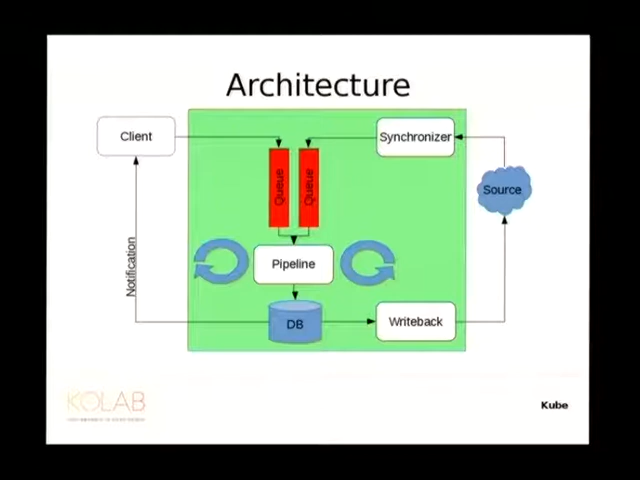 Architecture
Client
Synchronizer
Queue
Queue
Source
Pipeline
Notification
DB
Writeback
KOLAB
Kube